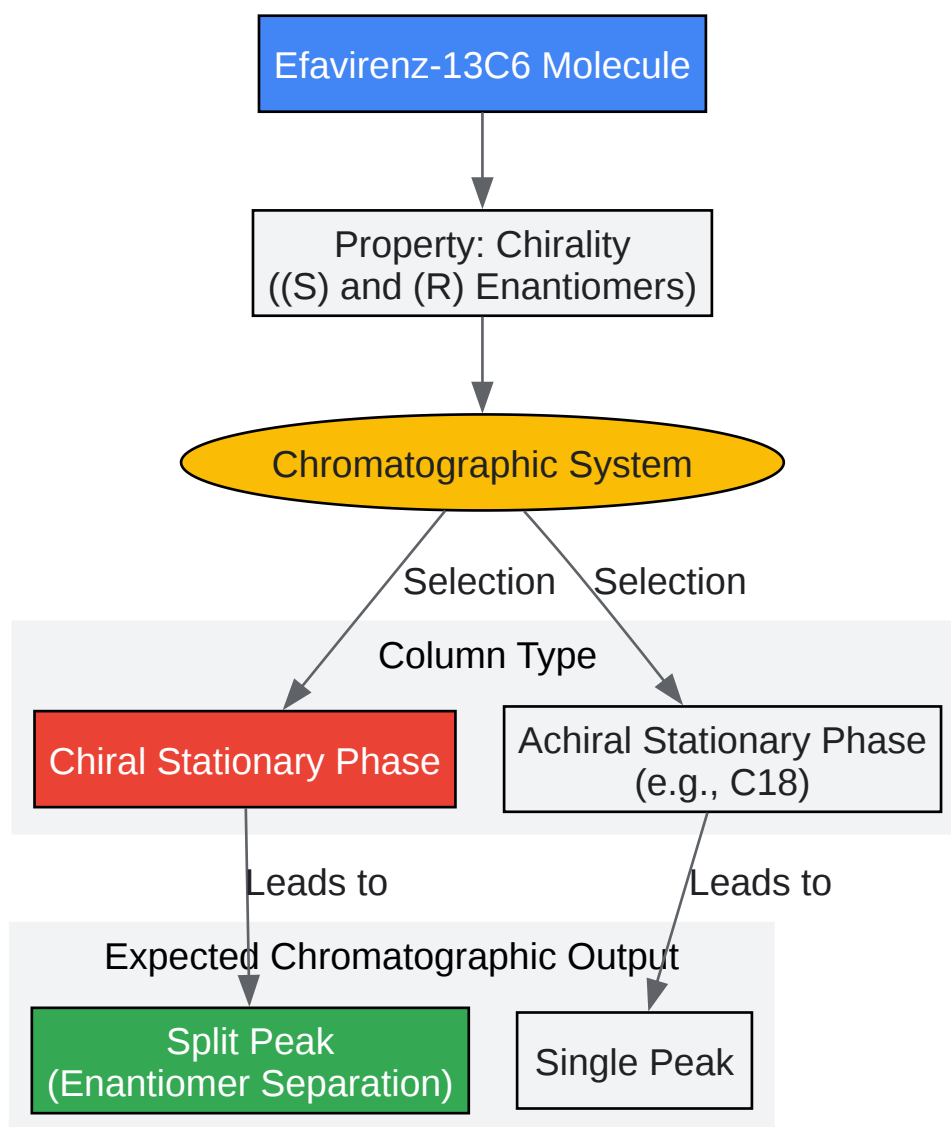 Efavirenz-13C6 Molecule
Property: Chirality
((S) and (R) Enantiomers)
Chromatographic System
Selection
Selection
Column Type
Chiral Stationary Phase
Achiral Stationary Phase
(e.g., C18)
Leads to
Leads to
Expected Chromatographic Output
Split Peak
(Enantiomer Separation)
Single Peak